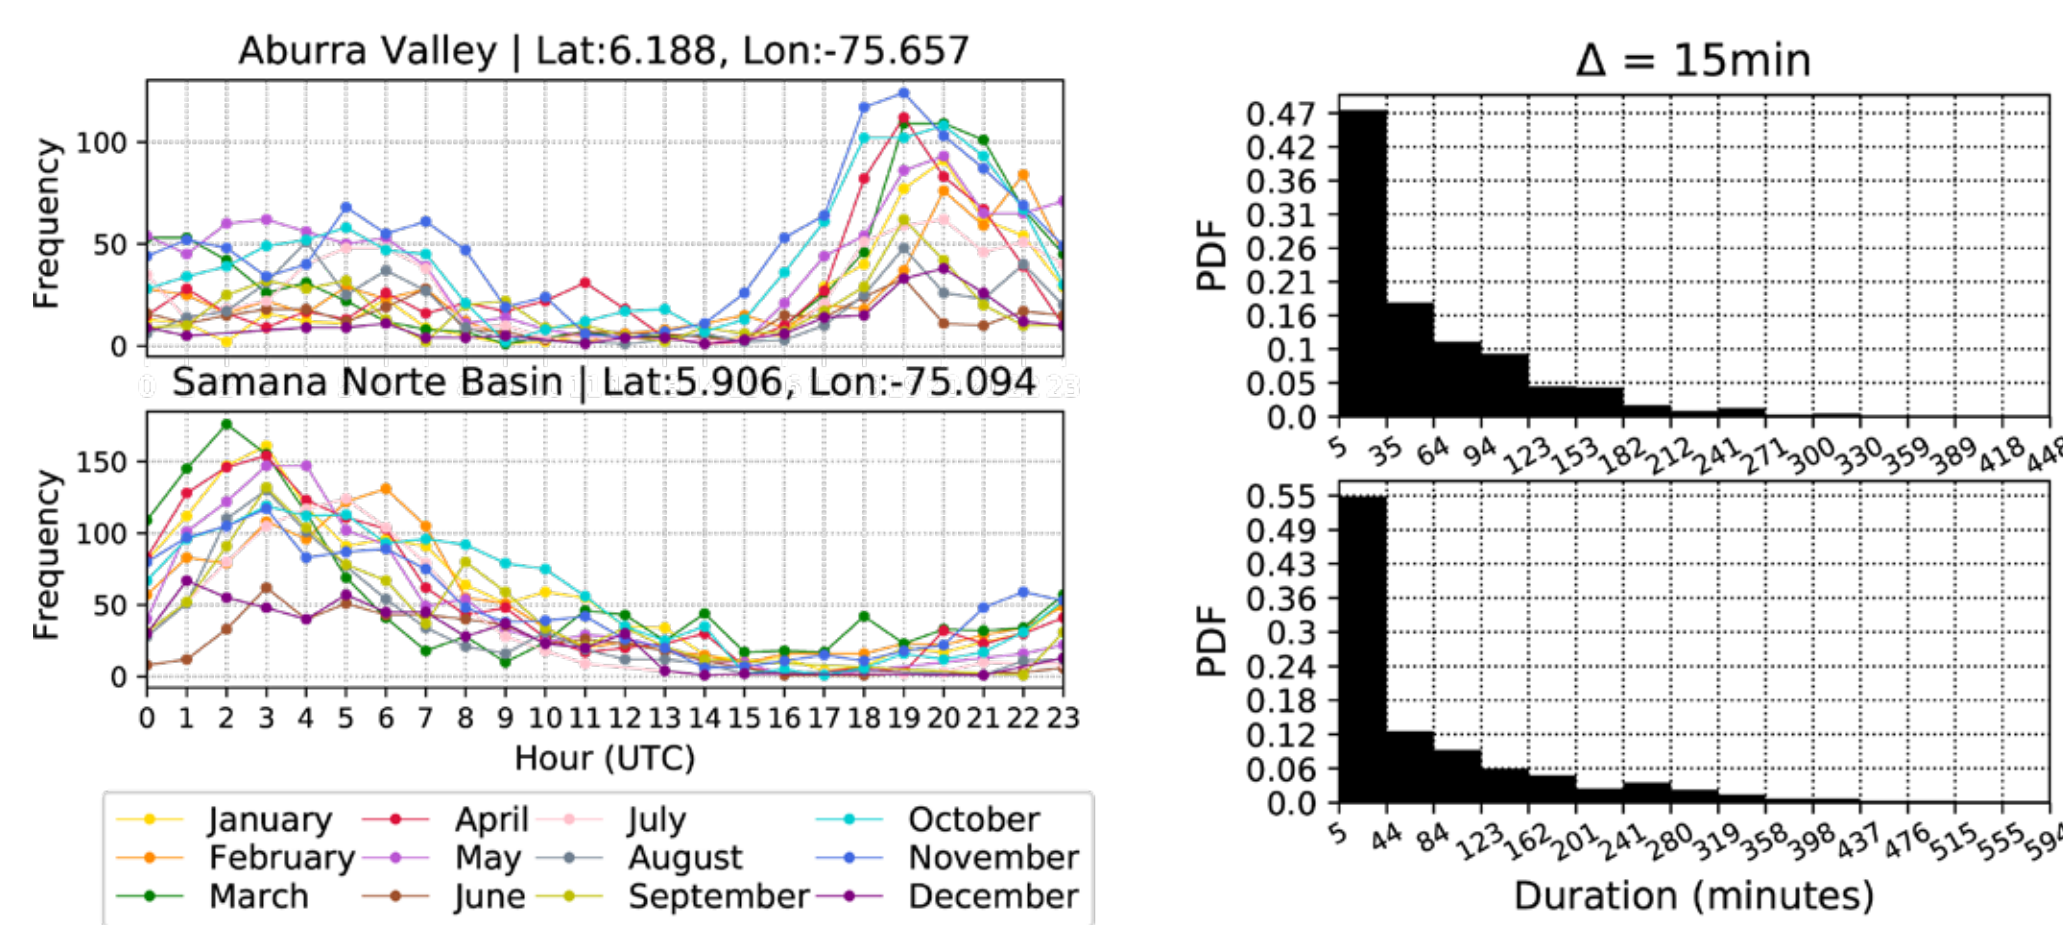 Aburra Valley | Lat:6.188, Lon:-75.657
Frequency
100
50
0
Samana Norte Basin | Lat:5.906, Lon:-75.094
Frequency
150
100
50
0
0 1 2 3 4 5 6 7 8 9 10 11 12 13 14 15 16 17 18 19 20 21 22 23
Hour (UTC)
January April July October
February May August November
March June September December
Δ = 15min
PDF
0.47
0.42
0.36
0.31
0.26
0.21
0.16
0.1
0.05
0.0
5 35 64 94 123 153 182 212 241 271 300 330 359 389 418 448
PDF
0.55
0.49
0.43
0.36
0.3
0.24
0.18
0.12
0.06
0.0
5 44 84 123 162 201 241 280 319 358 398 437 476 515 555 594
Duration (minutes)